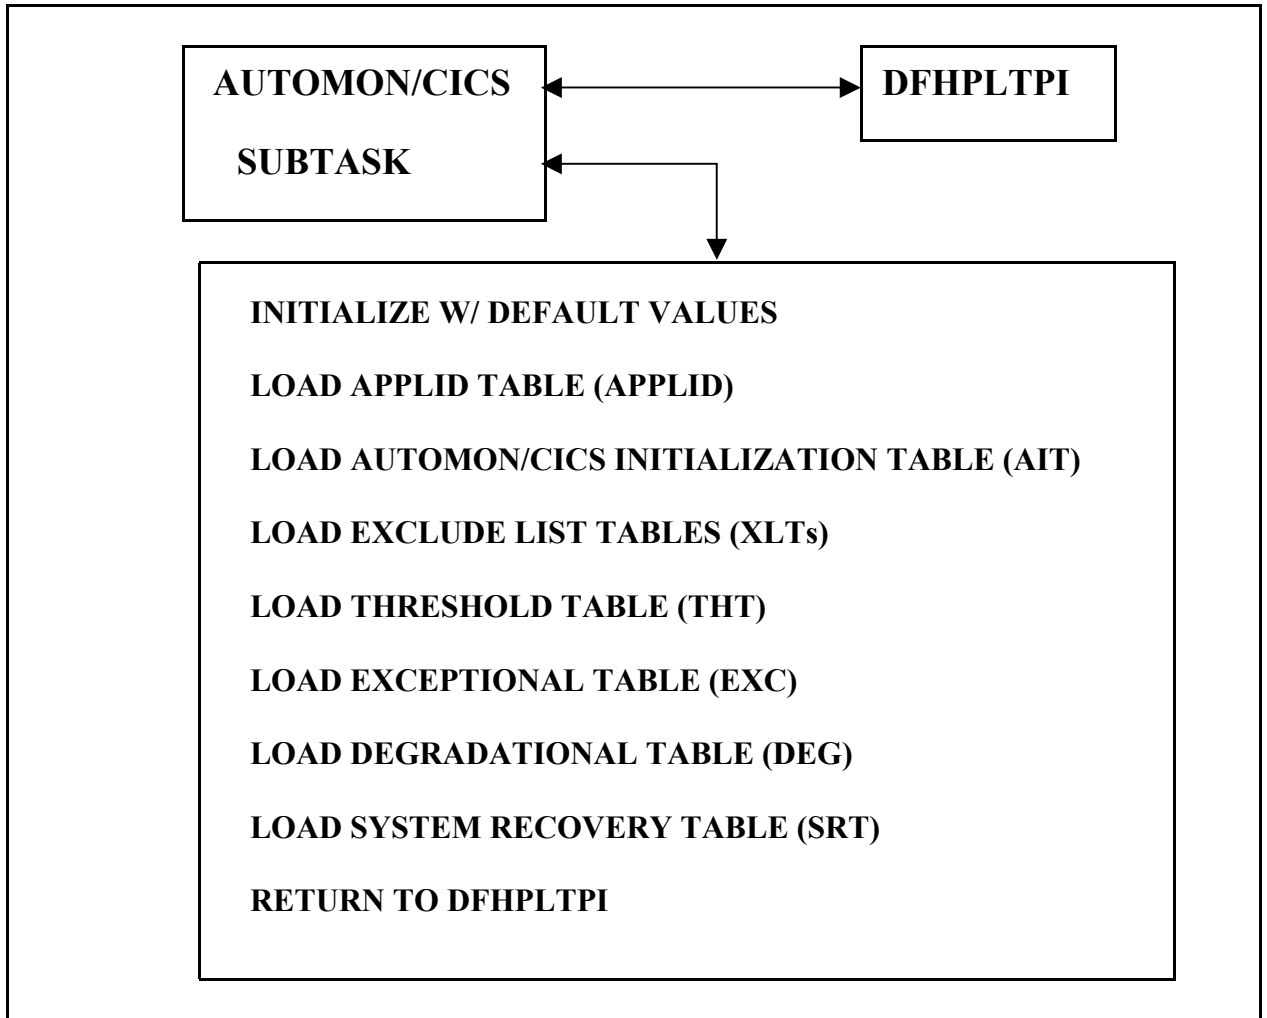 AUTOMON/CICS
SUBTASK
DFHPLTPI
INITIALIZE W/ DEFAULT VALUES
LOAD APPLID TABLE (APPLID)
LOAD AUTOMON/CICS INITIALIZATION TABLE (AIT)
LOAD EXCLUDE LIST TABLES (XLTs)
LOAD THRESHOLD TABLE (THT)
LOAD EXCEPTIONAL TABLE (EXC)
LOAD DEGRADATIONAL TABLE (DEG)
LOAD SYSTEM RECOVERY TABLE (SRT)
RETURN TO DFHPLTPI